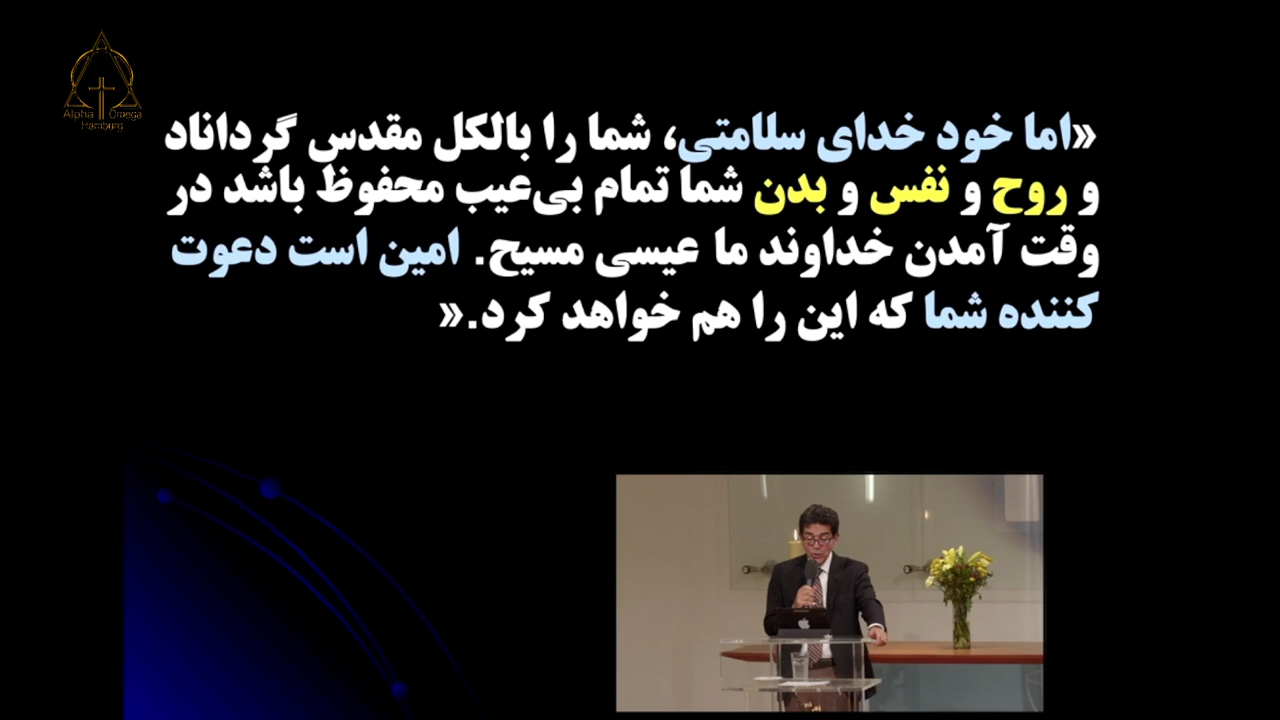 Alpha Omega
Hamburg
«اما خود خدای سلامتی، شما را بالکل مقدس گرداناد
و روح و نفس و بدن شما تمام بی‌عیب محفوظ باشد در
وقت آمدن خداوند ما عیسی مسیح. امین است دعوت
کننده شما که این را هم خواهد کرد.»